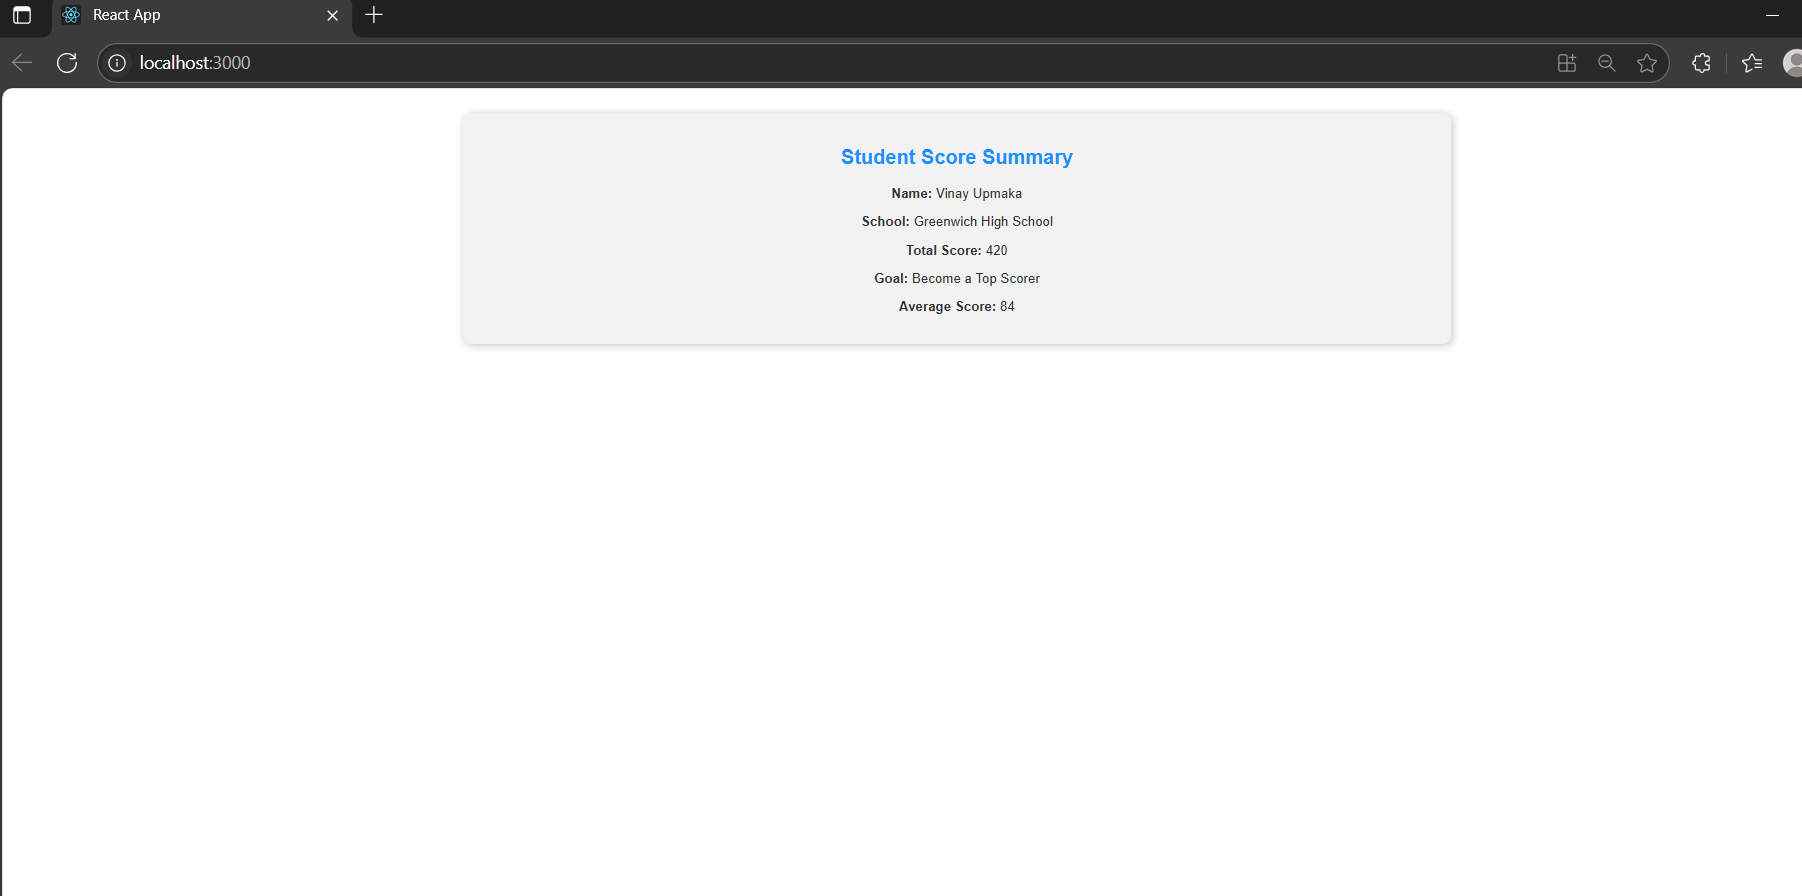 React App
localhost:3000
Student Score Summary
Name: Vinay Upmaka
School: Greenwich High School
Total Score: 420
Goal: Become a Top Scorer
Average Score: 84